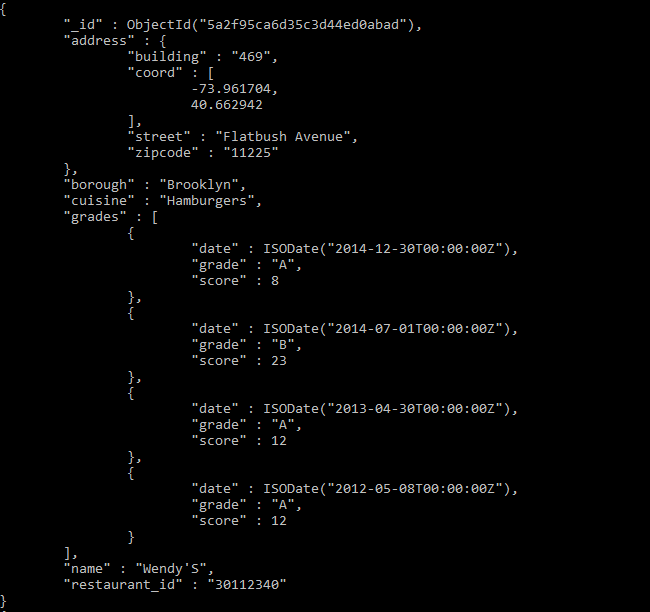 {
"_id" : ObjectId("5a2f95ca6d35c3d44ed0abad"),
"address" : {
"building" : "469",
"coord" : [
-73.961704,
40.662942
],
"street" : "Flatbush Avenue",
"zipcode" : "11225"
},
"borough" : "Brooklyn",
"cuisine" : "Hamburgers",
"grades" : [
{
"date" : ISODate("2014-12-30T00:00:00Z"),
"grade" : "A",
"score" : 8
},
{
"date" : ISODate("2014-07-01T00:00:00Z"),
"grade" : "B",
"score" : 23
},
{
"date" : ISODate("2013-04-30T00:00:00Z"),
"grade" : "A",
"score" : 12
},
{
"date" : ISODate("2012-05-08T00:00:00Z"),
"grade" : "A",
"score" : 12
}
],
"name" : "Wendy'S",
"restaurant_id" : "30112340"
}